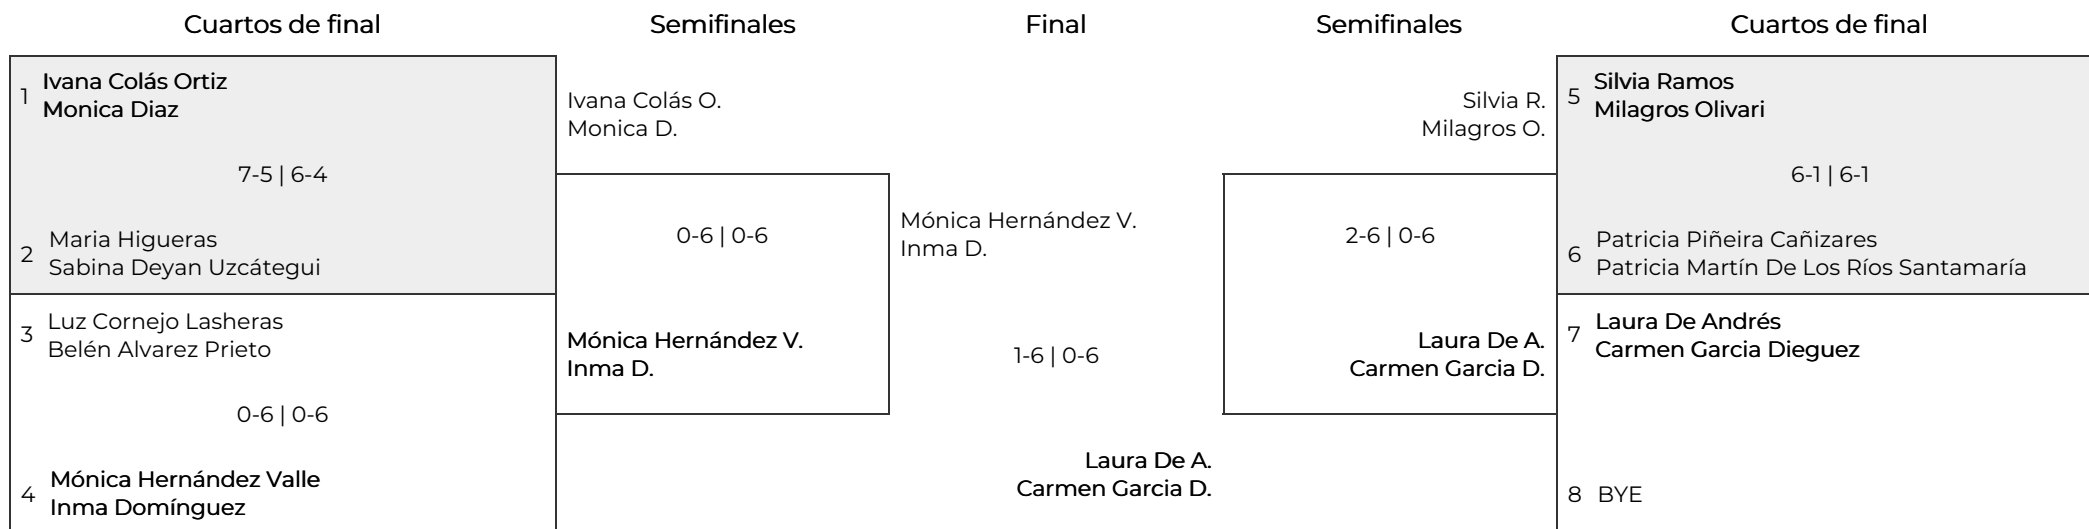 Cuartos de final
Semifinales
Final
Semifinales
Cuartos de final
1
Ivana Colás Ortiz
Monica Diaz
7-5 | 6-4
2
Maria Higueras
Sabina Deyan Uzcátegui
3
Luz Cornejo Lasheras
Belén Alvarez Prieto
0-6 | 0-6
4
Mónica Hernández Valle
Inma Domínguez
Ivana Colás O.
Monica D.
0-6 | 0-6
Mónica Hernández V.
Inma D.
Mónica Hernández V.
Inma D.
1-6 | 0-6
Laura De A.
Carmen Garcia D.
Silvia R.
Milagros O.
2-6 | 0-6
Laura De A.
Carmen Garcia D.
5
Silvia Ramos
Milagros Olivari
6-1 | 6-1
6
Patricia Piñeira Cañizares
Patricia Martín De Los Ríos Santamaría
7
Laura De Andrés
Carmen Garcia Dieguez
8 BYE